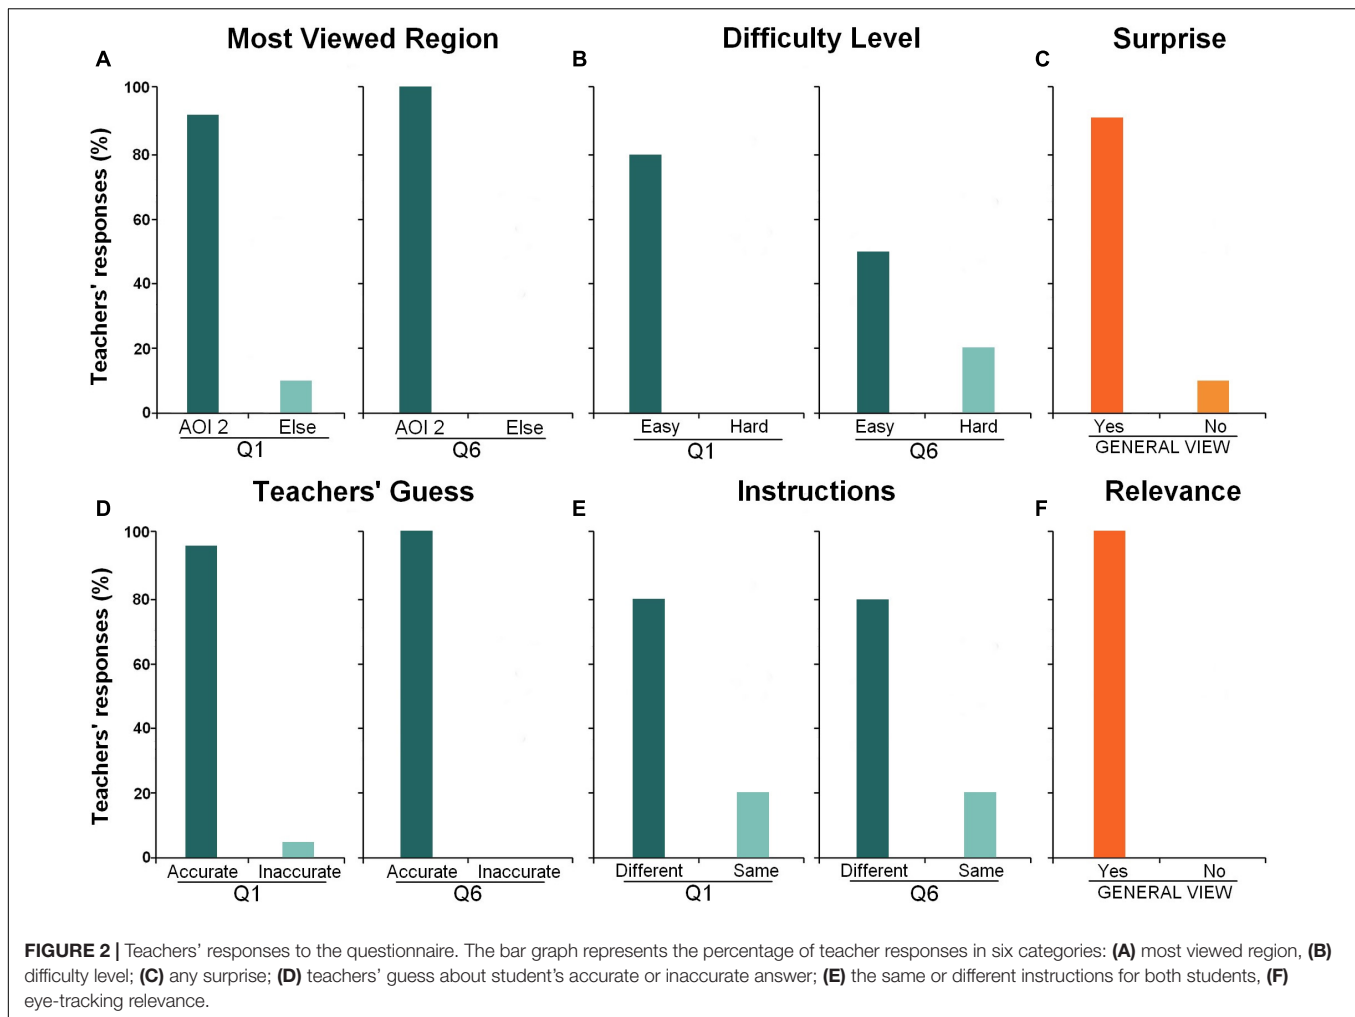 Most Viewed Region
Difficulty Level
Surprise
A
B
C
Teachers' responses (%)
100
80
60
40
20
0
AOI 2 Else
Q1
AOI 2 Else
Q6
Easy Hard
Q1
Easy Hard
Q6
Yes No
GENERAL VIEW
Teachers' Guess
Instructions
Relevance
D
E
F
Teachers' responses (%)
100
80
60
40
20
0
Accurate Inaccurate
Q1
Accurate Inaccurate
Q6
Different Same
Q1
Different Same
Q6
Yes No
GENERAL VIEW
FIGURE 2 | Teachers' responses to the questionnaire. The bar graph represents the percentage of teacher responses in six categories: (A) most viewed region, (B)
difficulty level; (C) any surprise; (D) teachers' guess about student's accurate or inaccurate answer; (E) the same or different instructions for both students, (F)
eye-tracking relevance.